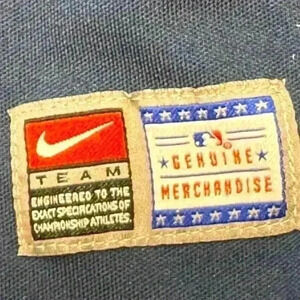 TEAM
ENGINEERED TO THE
EXACT SPECIFICATIONS OF
CHAMPIONSHIP ATHLETES.
GENUINE
MERCHANDISE